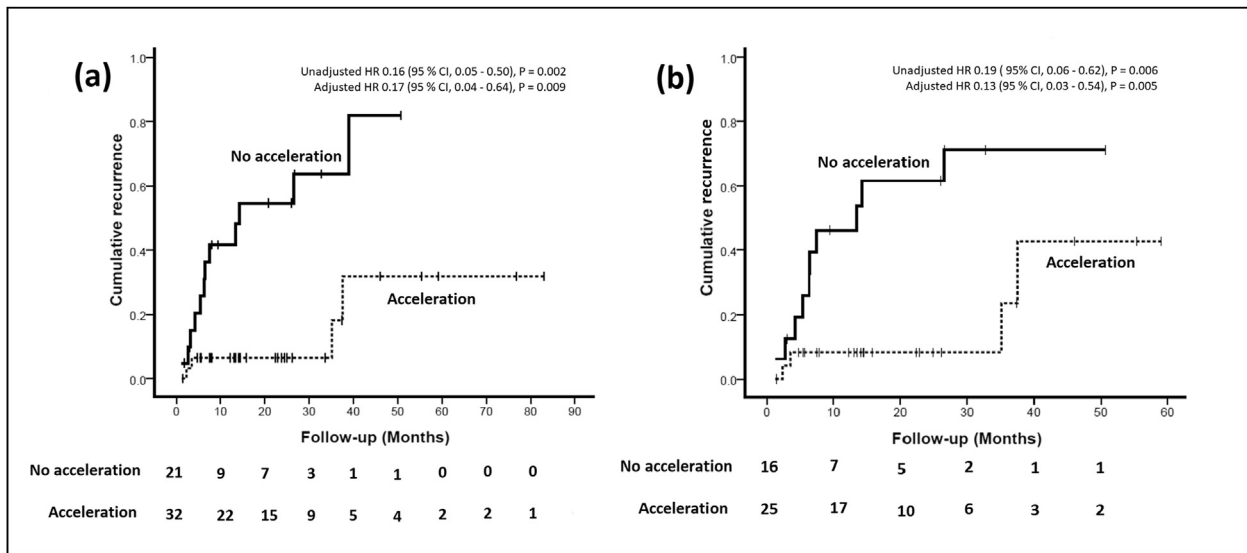 (a)
Unadjusted HR 0.16 (95 % CI, 0.05 - 0.50), P = 0.002
Adjusted HR 0.17 (95 % CI, 0.04 - 0.64), P = 0.009
Cumulative recurrence
1.0
0.8
0.6
0.4
0.2
0.0
No acceleration
Acceleration
0 10 20 30 40 50 60 70 80 90
Follow-up (Months)
No acceleration 21 9 7 3 1 1 0 0 0
Acceleration 32 22 15 9 5 4 2 2 1
(b)
Unadjusted HR 0.19 ( 95% CI, 0.06 - 0.62), P = 0.006
Adjusted HR 0.13 (95 % CI, 0.03 - 0.54), P = 0.005
Cumulative recurrence
1.0
0.8
0.6
0.4
0.2
0.0
No acceleration
Acceleration
0 10 20 30 40 50 60
Follow-up (Months)
No acceleration 16 7 5 2 1 1
Acceleration 25 17 10 6 3 2